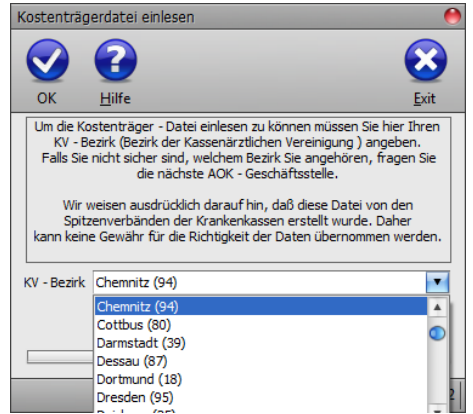 Kostenträgerdatei einlesen
OK
Hilfe
Exit
Um die Kostenträger - Datei einlesen zu können müssen Sie hier Ihren
KV - Bezirk (Bezirk der Kassenärztlichen Vereinigung ) angeben.
Falls Sie nicht sicher sind, welchem Bezirk Sie angehören, fragen Sie
die nächste AOK - Geschäftsstelle.
Wir weisen ausdrücklich darauf hin, daß diese Datei von den
Spitzenverbänden der Krankenkassen erstellt wurde. Daher
kann keine Gewähr für die Richtigkeit der Daten übernommen werden.
KV - Bezirk
Chemnitz (94)
Chemnitz (94)
Cottbus (80)
Darmstadt (39)
Dessau (87)
Dortmund (18)
Dresden (95)